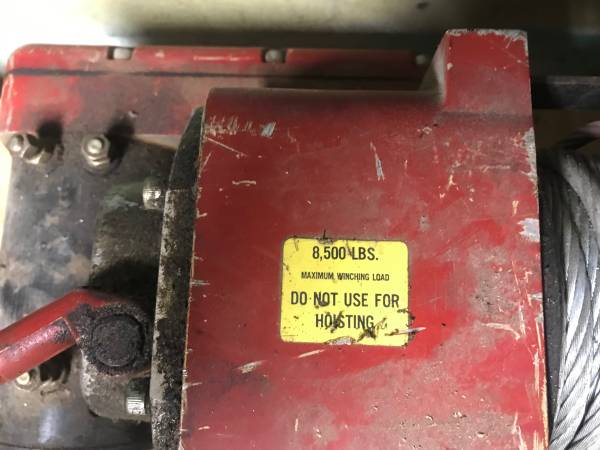 8,500 LBS.
MAXIMUM WINCHING LOAD
DO NOT USE FOR
HOISTING